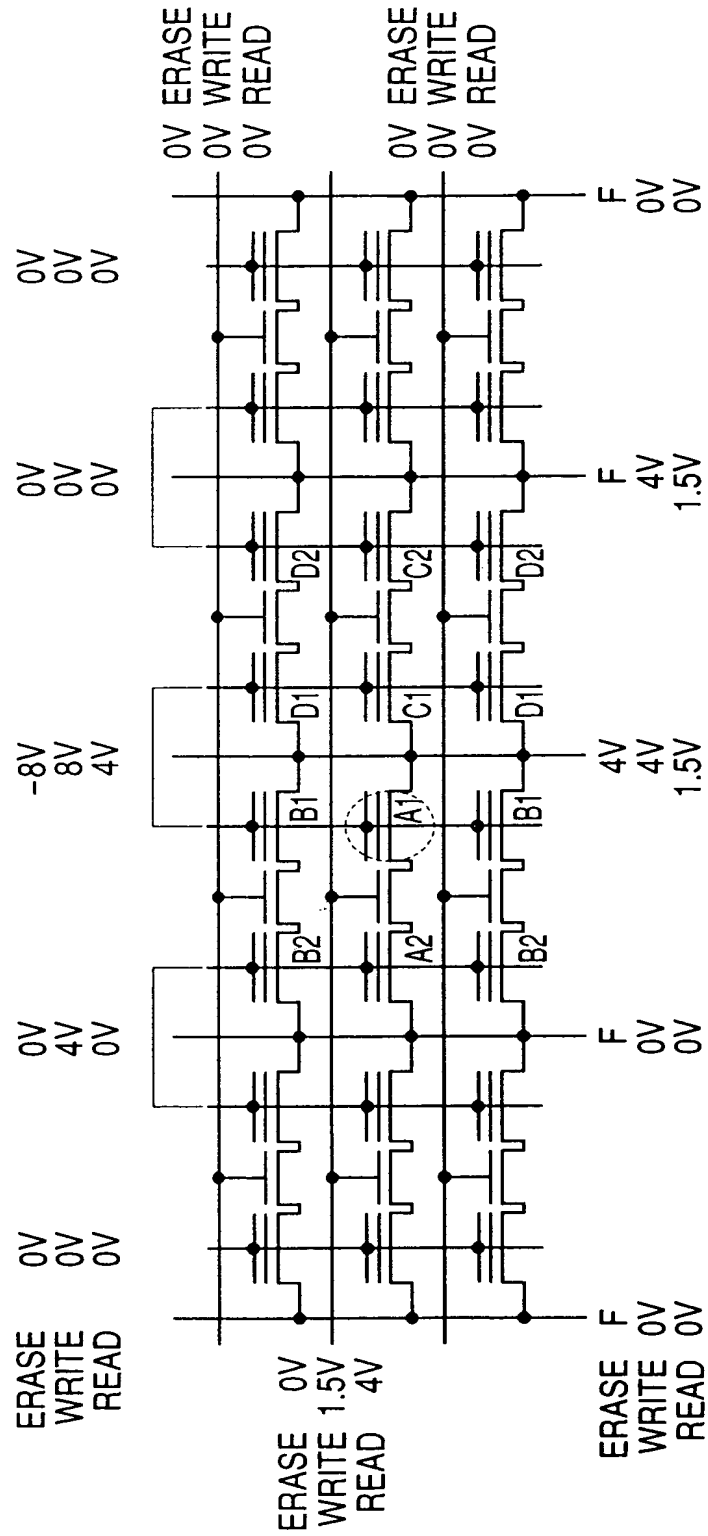 ERASE 0V 0V -8V 0V 0V
WRITE 0V 4V 8V 0V 0V
READ 0V 0V 4V 0V 0V
0V ERASE
0V WRITE
0V READ
B2 B1 D1 D2
ERASE 0V
WRITE 1.5V
READ 4V
A2 A1 C1 C2
0V ERASE
0V WRITE
0V READ
B2 B1 D1 D2
ERASE F F 4V F F
WRITE 0V 0V 4V 4V 0V
READ 0V 0V 1.5V 1.5V 0V